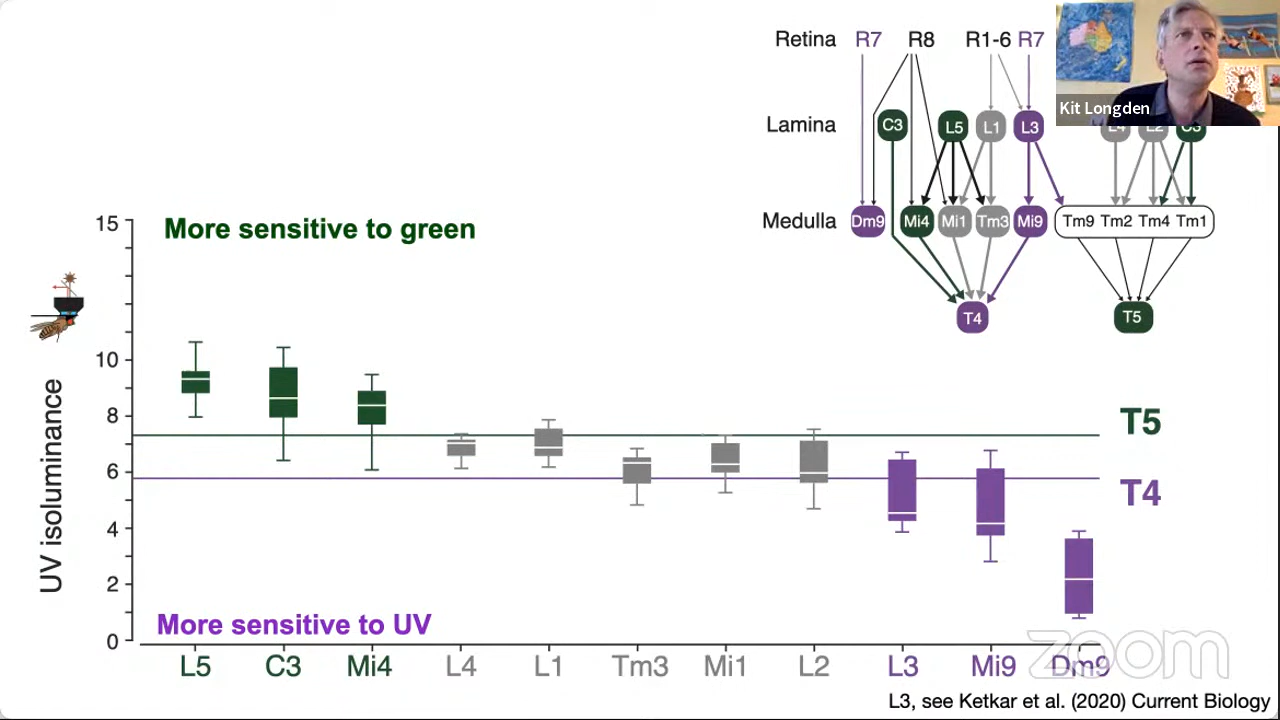 Retina R7 R8 R1-6 R7
Kit Longden
Lamina C3 L5 L1 L3 L4 L2 C3
Medulla Dm9 Mi4 Mi1 Tm3 Mi9 Tm9 Tm2 Tm4 Tm1
T4 T5
15
More sensitive to green
10
8
T5
6
T4
4
2
0
UV isoluminance
More sensitive to UV
L5 C3 Mi4 L4 L1 Tm3 Mi1 L2 L3 Mi9 Dm9
zoom
L3, see Ketkar et al. (2020) Current Biology